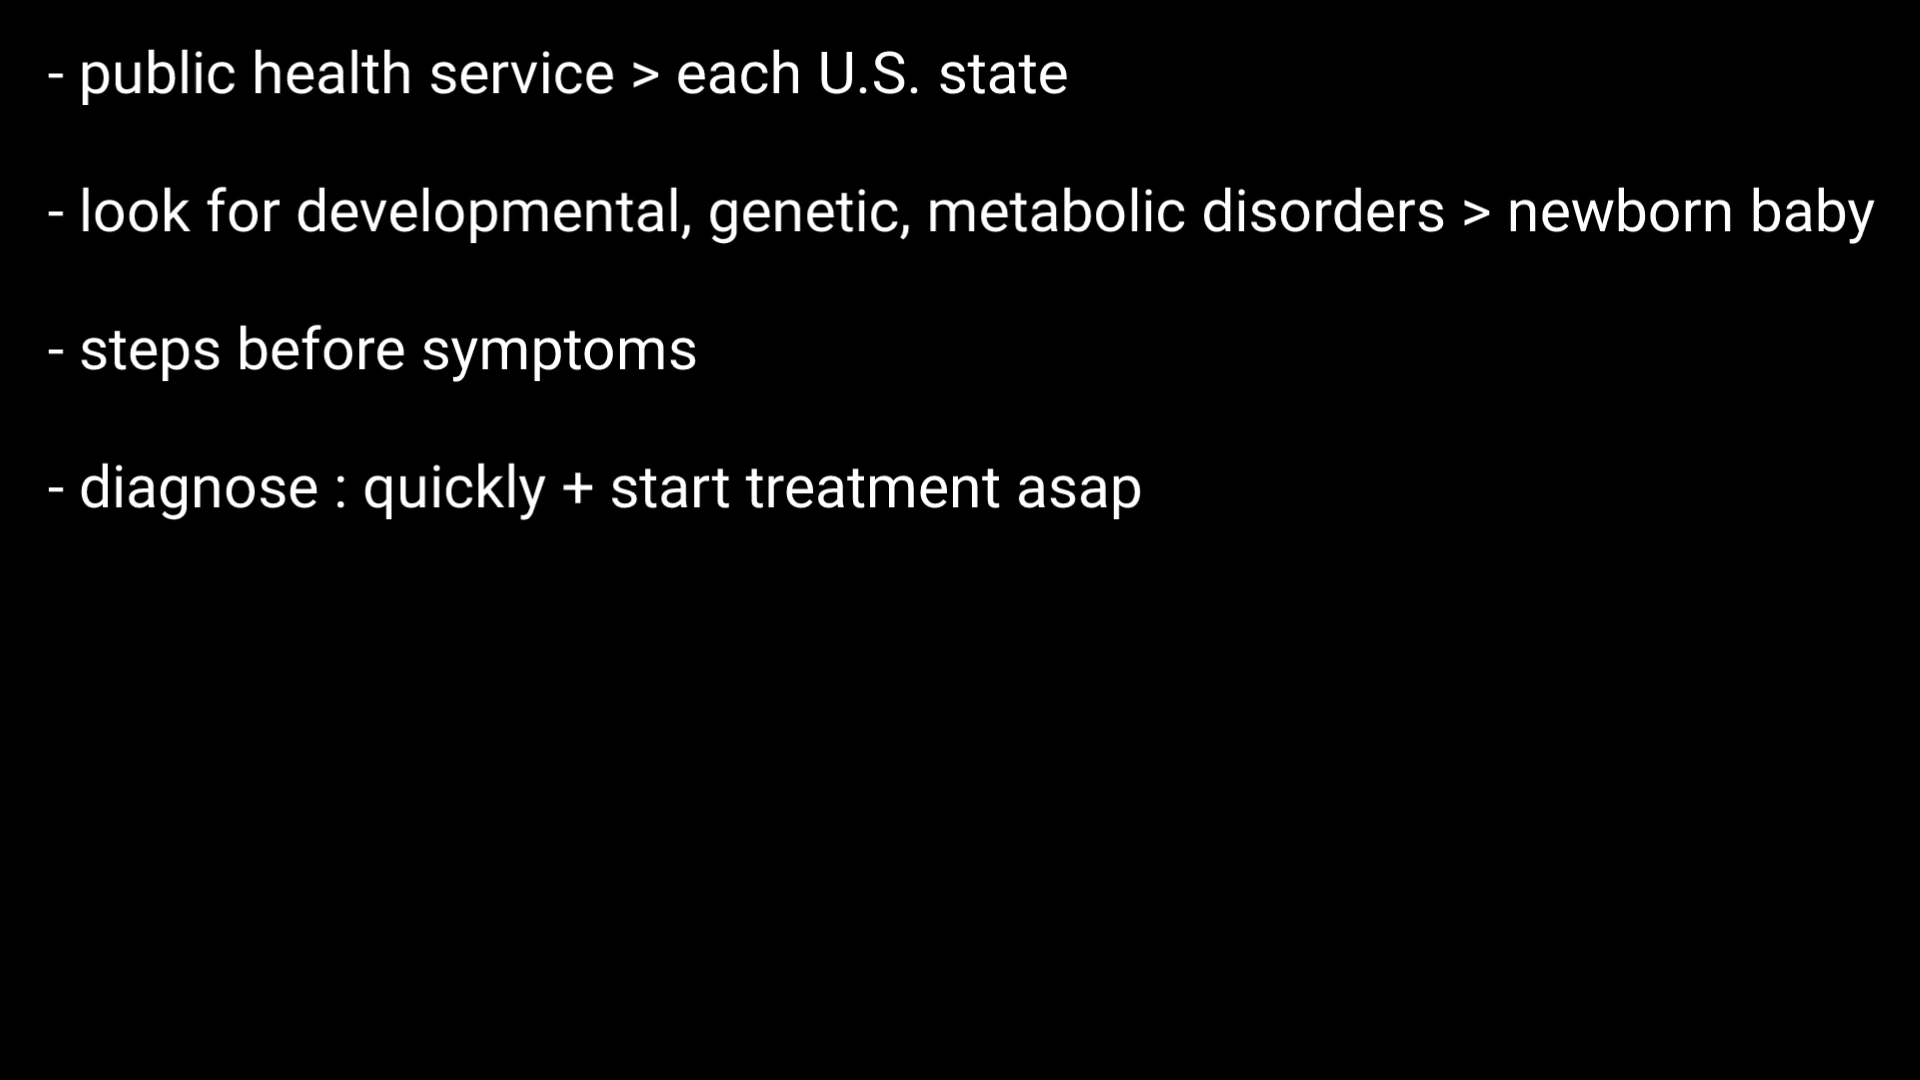 - public health service > each U.S. state
- look for developmental, genetic, metabolic disorders > newborn baby
- steps before symptoms
- diagnose : quickly + start treatment asap